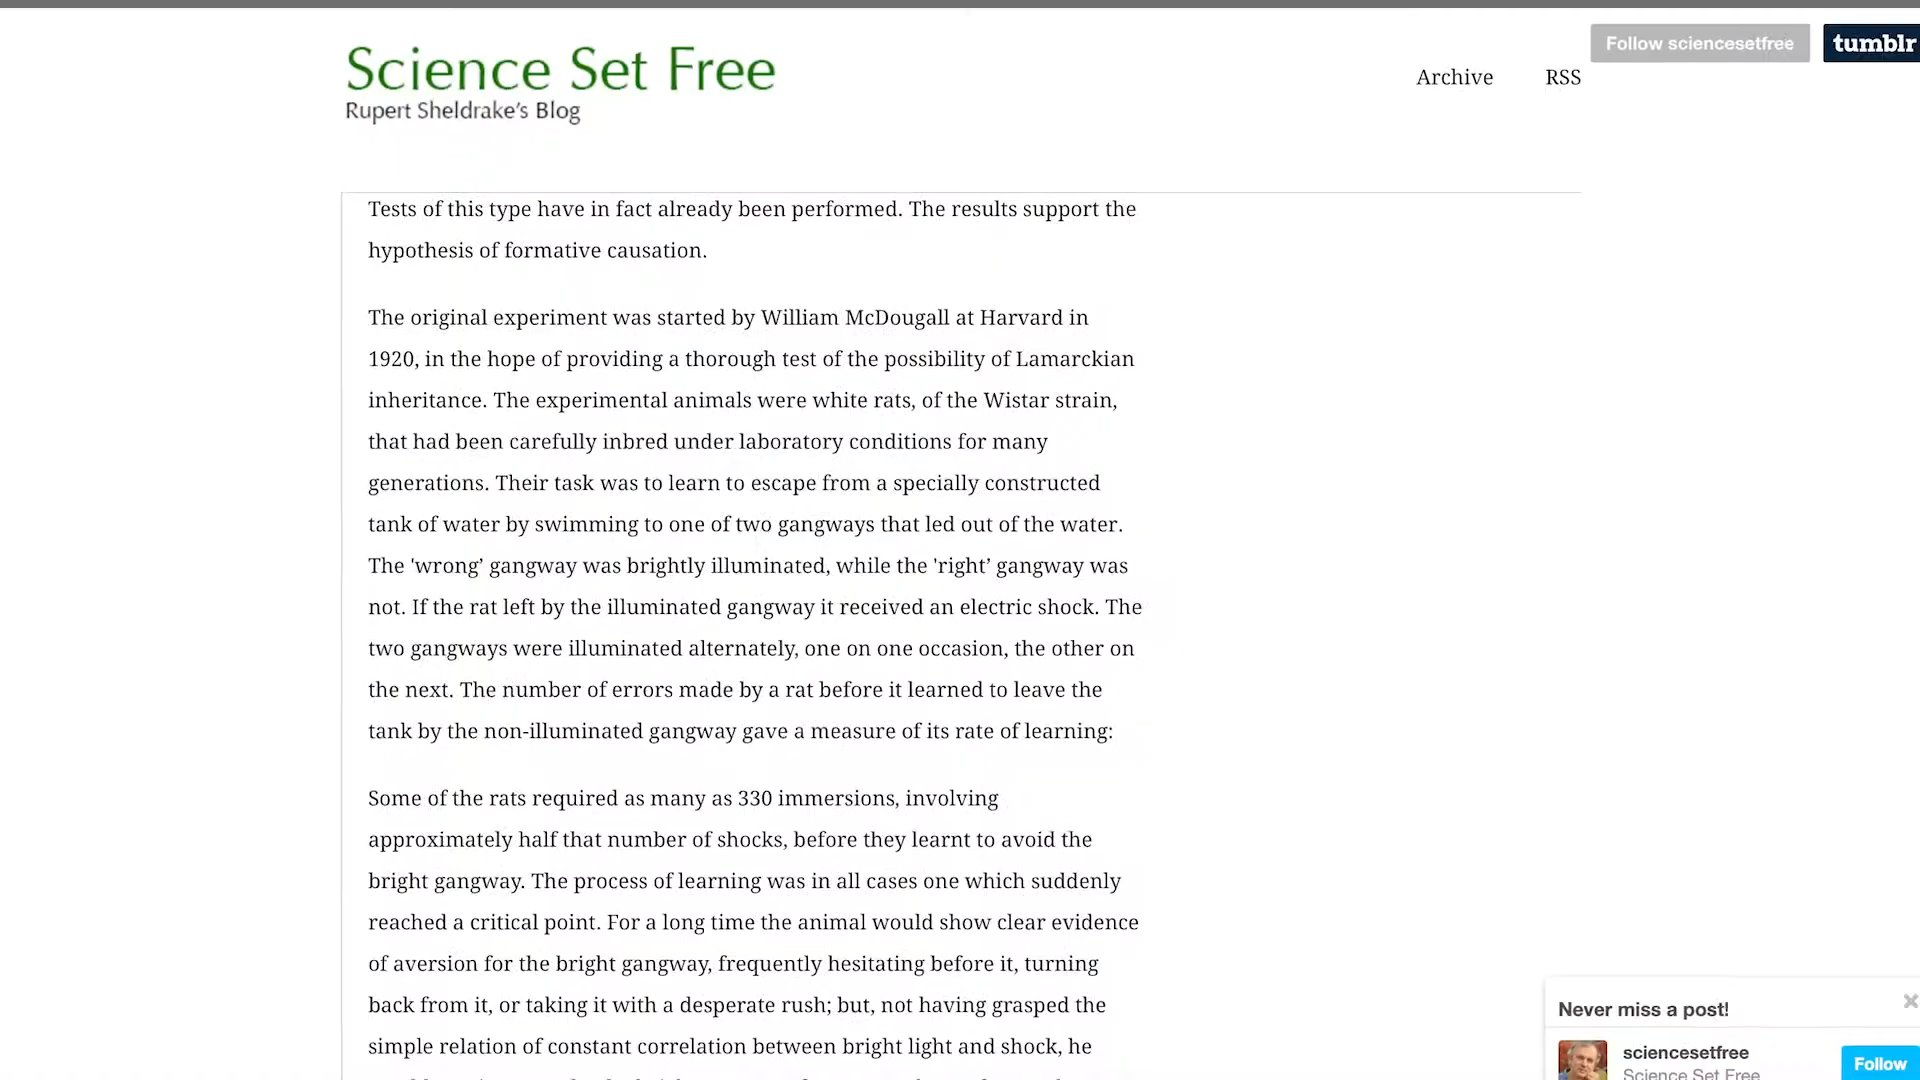 Science Set Free
Rupert Sheldrake's Blog
Archive
RSS
Follow sciencesetfree
tumblr
Tests of this type have in fact already been performed. The results support the
hypothesis of formative causation.
The original experiment was started by William McDougall at Harvard in
1920, in the hope of providing a thorough test of the possibility of Lamarckian
inheritance. The experimental animals were white rats, of the Wistar strain,
that had been carefully inbred under laboratory conditions for many
generations. Their task was to learn to escape from a specially constructed
tank of water by swimming to one of two gangways that led out of the water.
The 'wrong’ gangway was brightly illuminated, while the 'right’ gangway was
not. If the rat left by the illuminated gangway it received an electric shock. The
two gangways were illuminated alternately, one on one occasion, the other on
the next. The number of errors made by a rat before it learned to leave the
tank by the non-illuminated gangway gave a measure of its rate of learning:
Some of the rats required as many as 330 immersions, involving
approximately half that number of shocks, before they learnt to avoid the
bright gangway. The process of learning was in all cases one which suddenly
reached a critical point. For a long time the animal would show clear evidence
of aversion for the bright gangway, frequently hesitating before it, turning
back from it, or taking it with a desperate rush; but, not having grasped the
simple relation of constant correlation between bright light and shock, he
Never miss a post!
sciencesetfree
Science Set Free
Follow